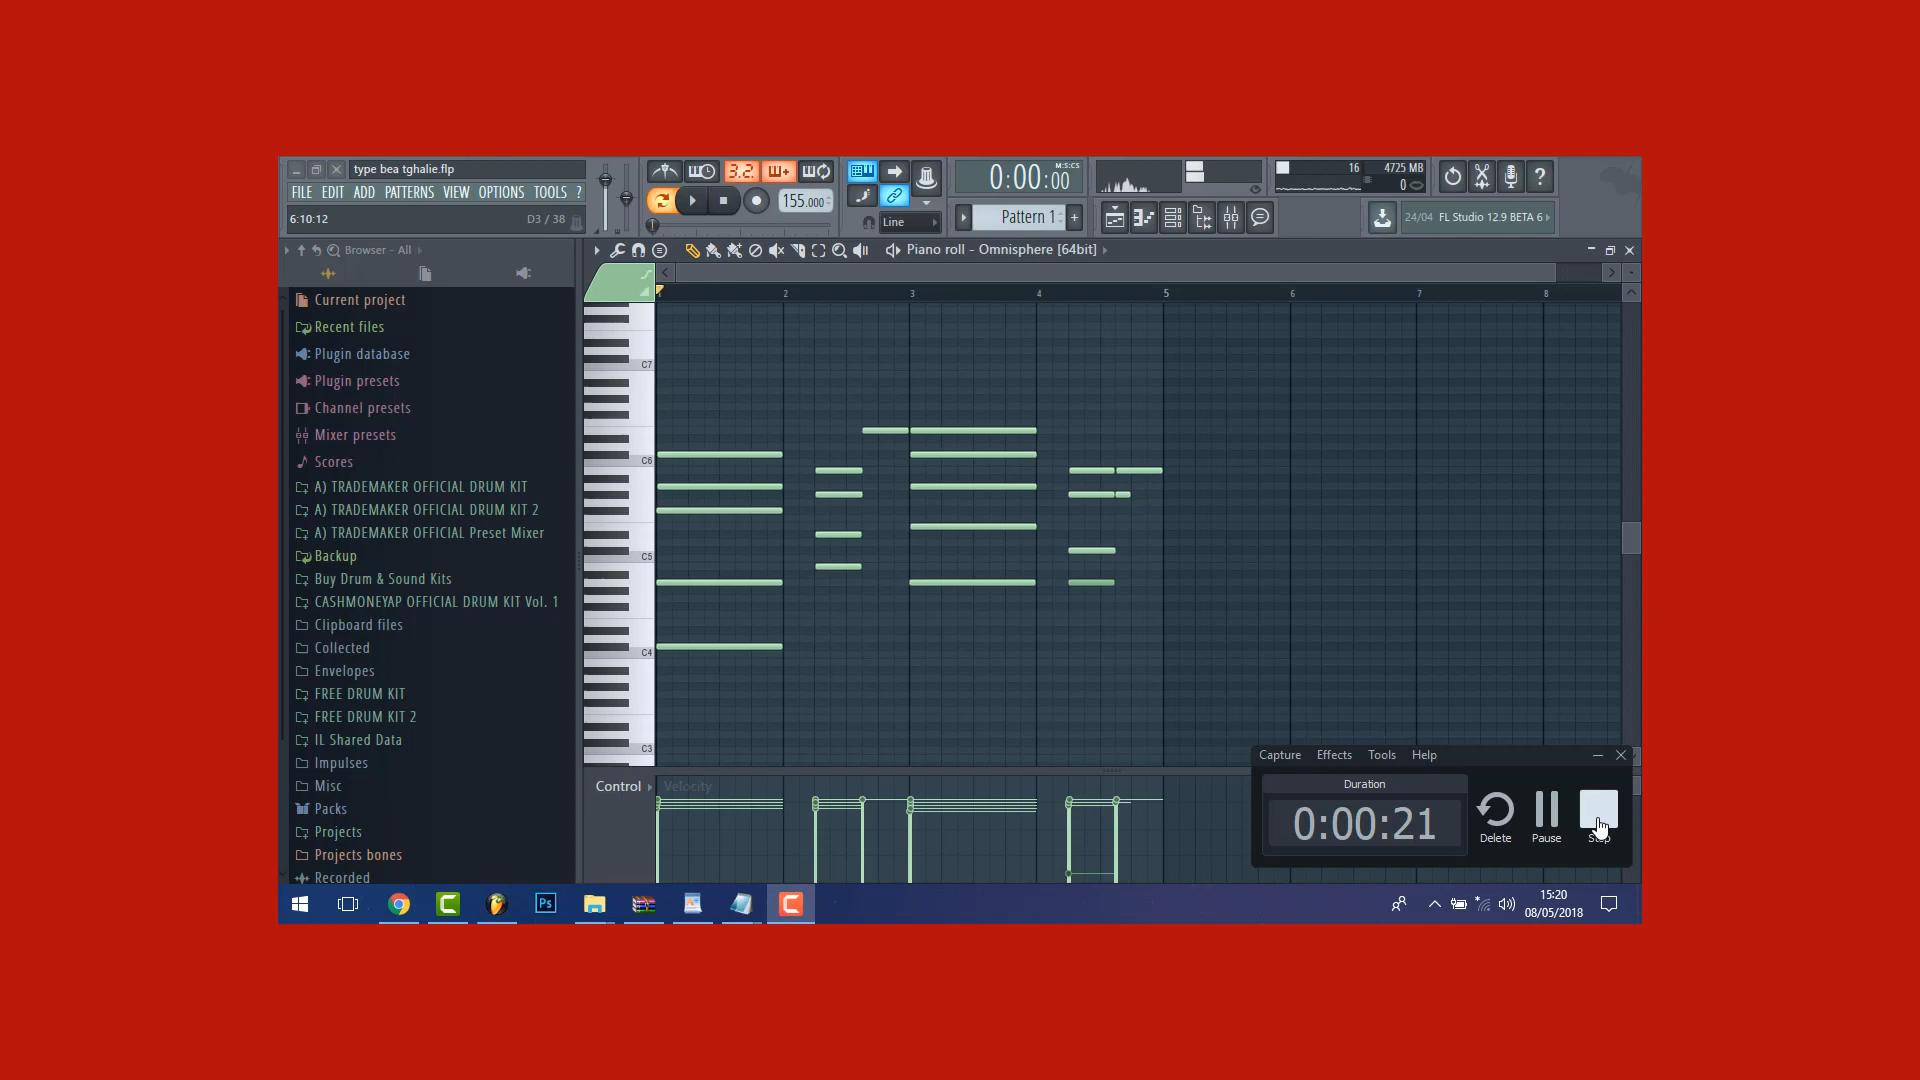 type bea tghalie.flp
FILE EDIT ADD PATTERNS VIEW OPTIONS TOOLS ?
6:10:12 D3 / 38
3.2.
155.000
0:00:00
M:S:CS
Line
Pattern 1
+
16 4725 MB
0
?
24/04 FL Studio 12.9 BETA 6
Browser - All
Piano roll - Omnisphere [64bit]
Current project
Recent files
Plugin database
Plugin presets
Channel presets
Mixer presets
Scores
A) TRADEMAKER OFFICIAL DRUM KIT
A) TRADEMAKER OFFICIAL DRUM KIT 2
A) TRADEMAKER OFFICIAL Preset Mixer
Backup
Buy Drum & Sound Kits
CASHMONEYAP OFFICIAL DRUM KIT Vol. 1
Clipboard files
Collected
Envelopes
FREE DRUM KIT
FREE DRUM KIT 2
IL Shared Data
Impulses
Misc
Packs
Projects
Projects bones
Recorded
1 2 3 4 5 6 7 8
C7
C6
C5
C4
C3
Control Velocity
Capture Effects Tools Help
Duration
0:00:21
Delete Pause Stop
Ps
15:20
08/05/2018